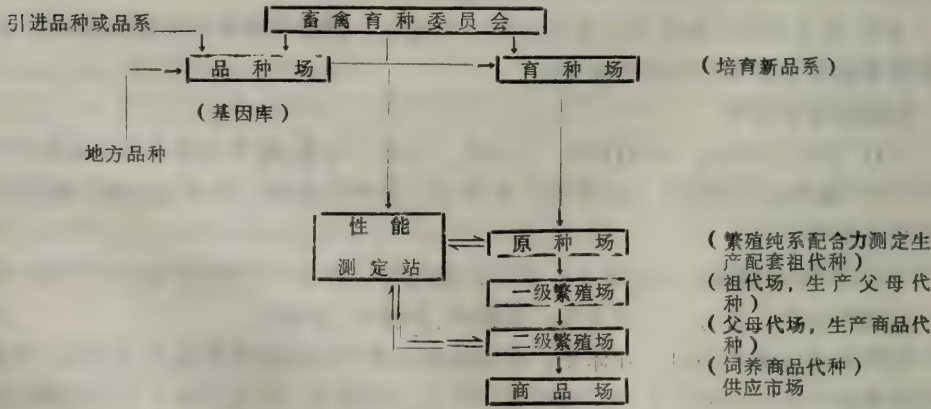 畜禽育种委员会
引进品种或品系
品种场
育种场
(培育新品系)
(基因库)
地方品种
性能
测定站
原种场
(繁殖纯系配合力测定生
产配套祖代种)
一级繁殖场
(祖代场，生产父母代
种)
二级繁殖场
(父母代场，生产商品代
种)
商品场
(饲养商品代种)
供应市场